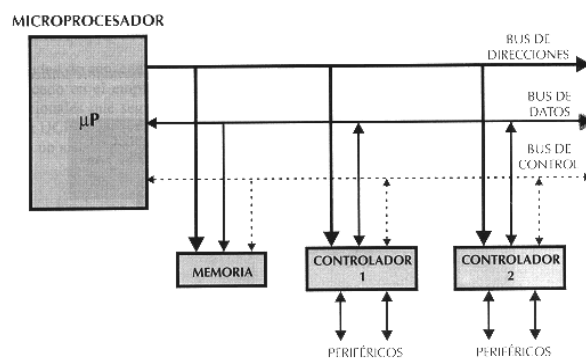 MICROPROCESADOR
µP
BUS DE
DIRECCIONES
BUS DE
DATOS
BUS DE
CONTROL
MEMORIA
CONTROLADOR
1
CONTROLADOR
2
PERIFÉRICOS
PERIFÉRICOS